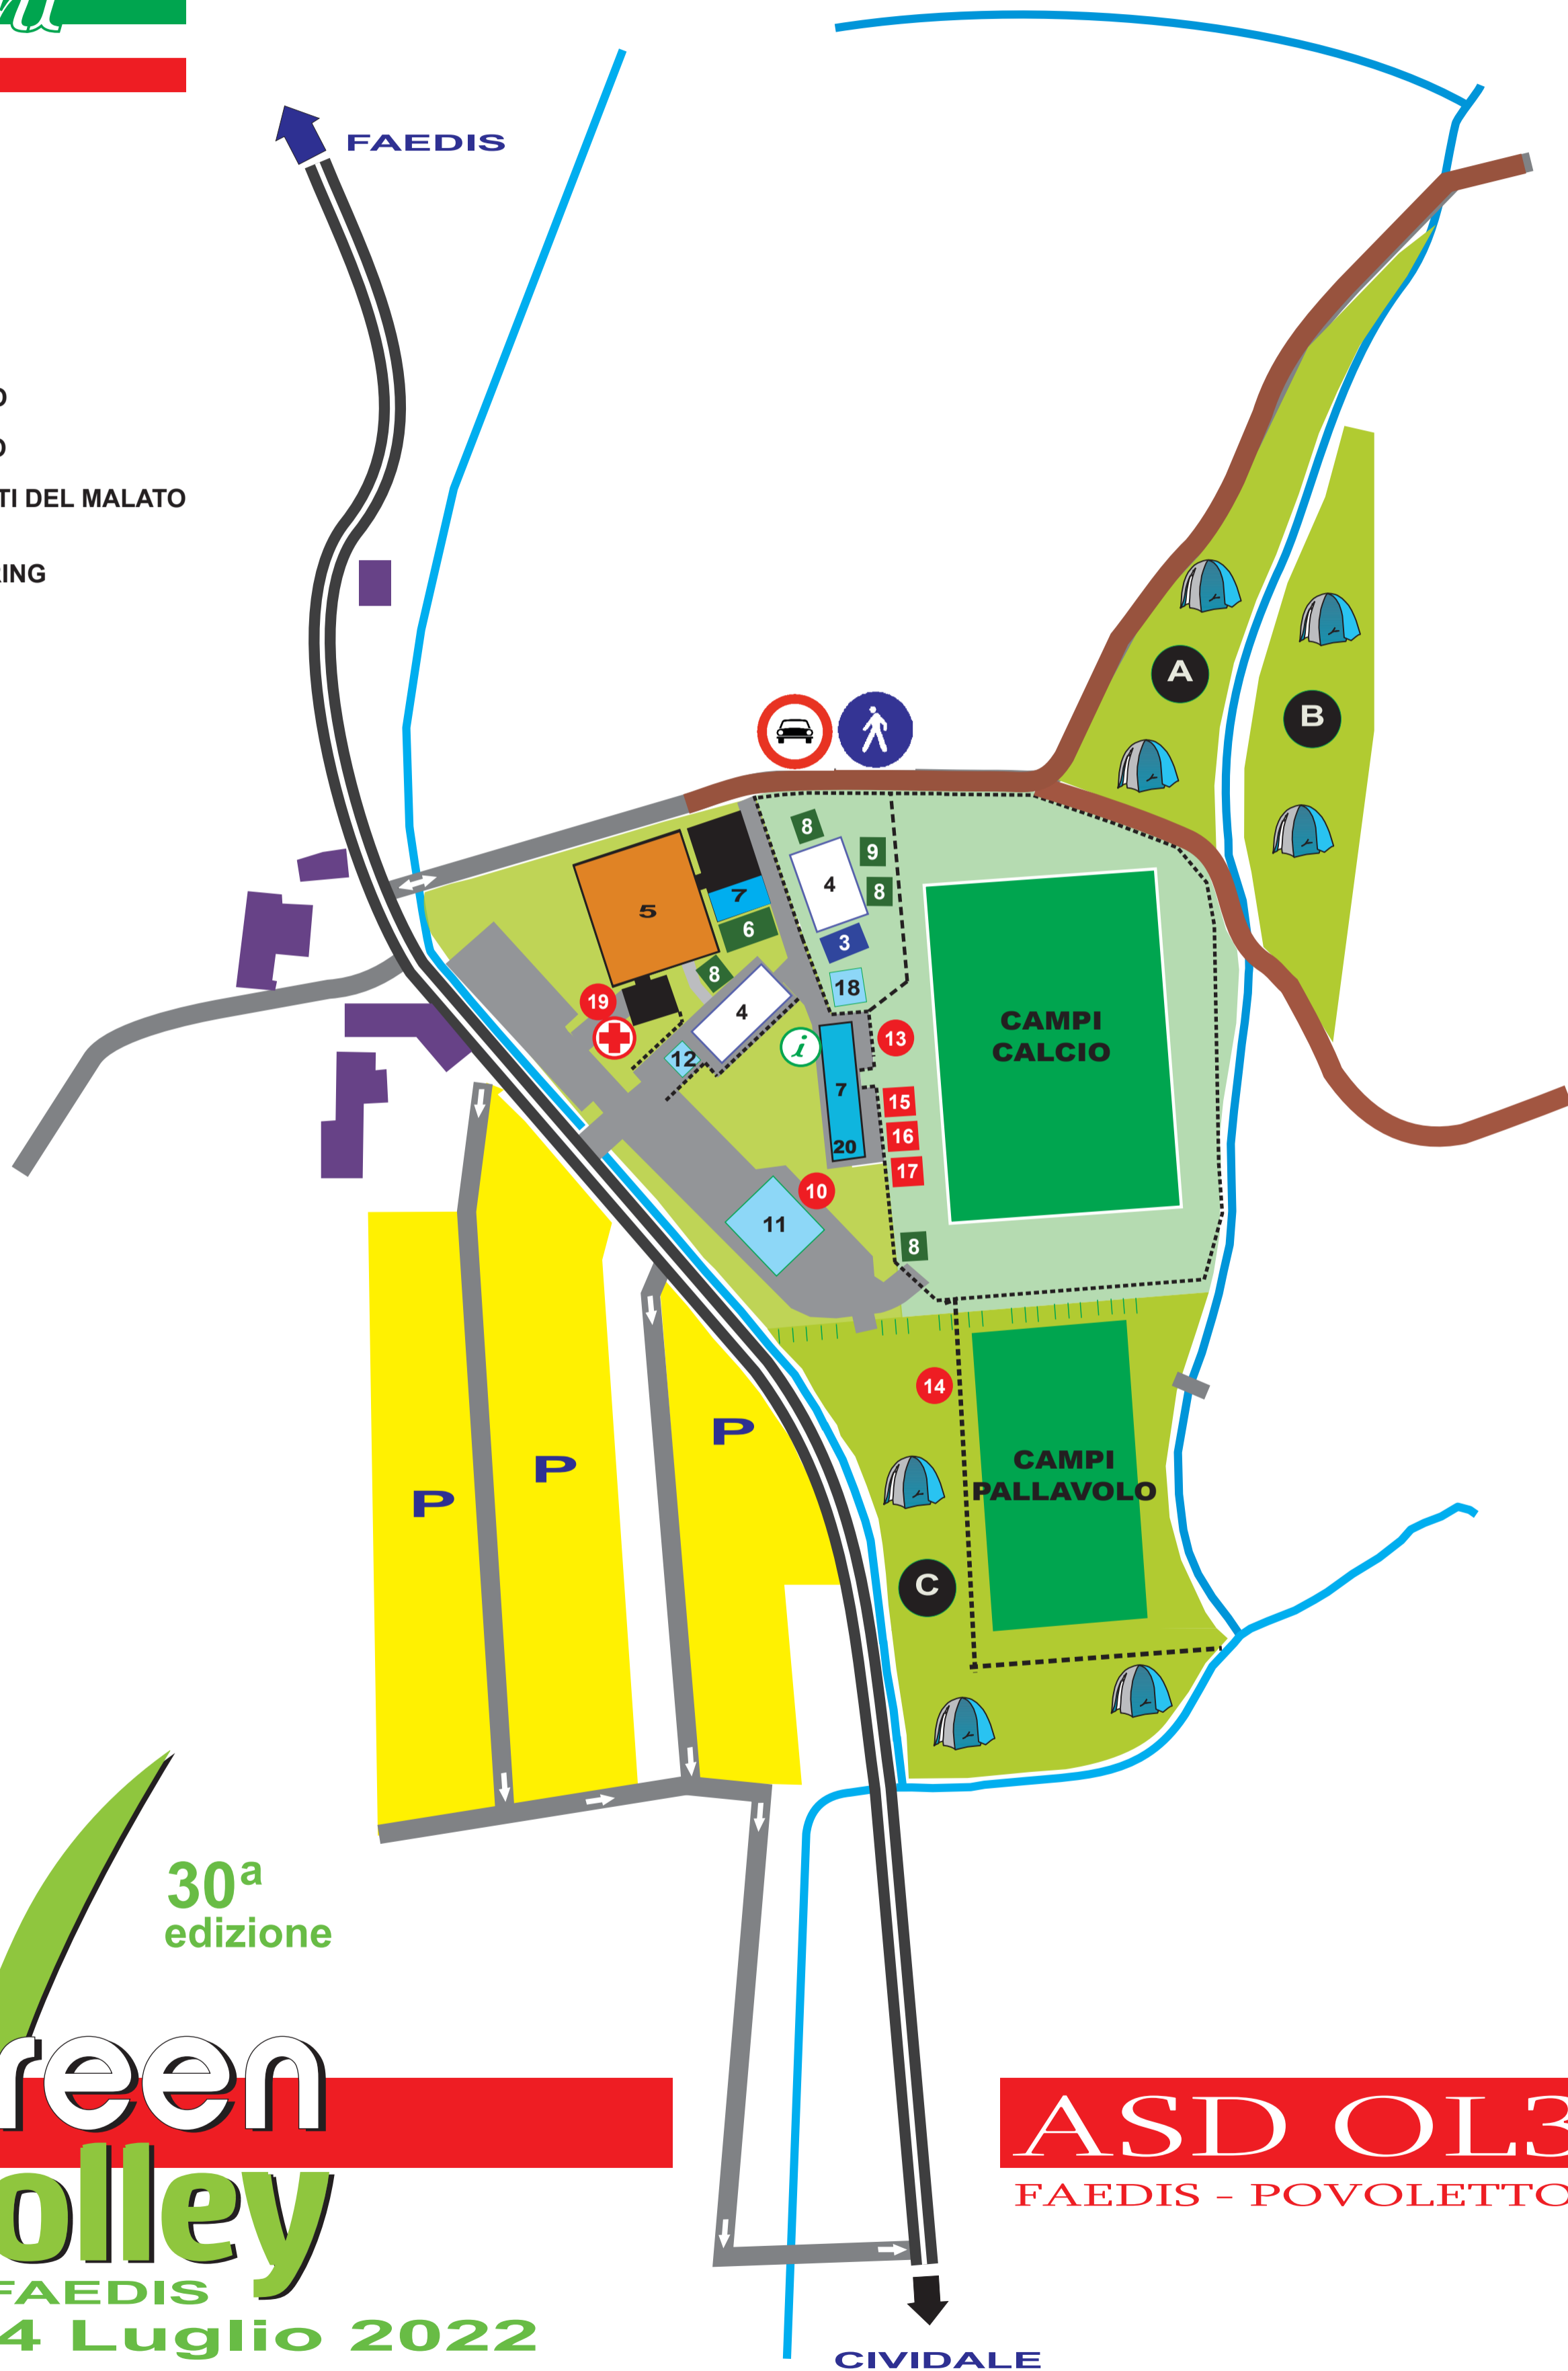 FAEDIS
TI DEL MALATO
A
B
8
9
5
7
4
8
6
3
8
18
19
4
CAMPI
CALCIO
13
i
12
7
15
16
20
17
10
11
8
14
P
P
P
CAMPI
PALLAVOLO
C
30ª
edizione
reen
olley
FAEDIS
4 Luglio 2022
ASD OL3
FAEDIS - POVOLETTO
CIVIDALE